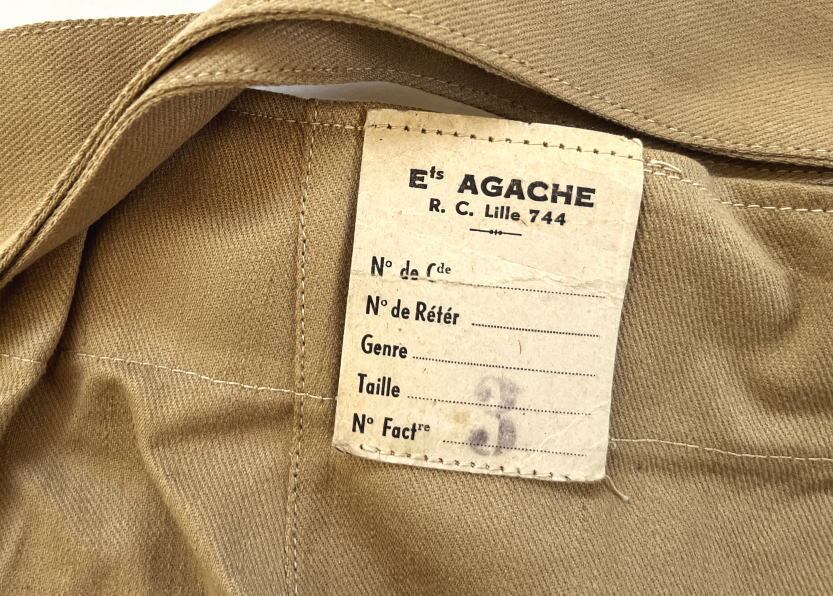 Ets AGACHE
R. C. Lille 744
No de Cde
No de Rétér
Genre
Taille
3
No Factre